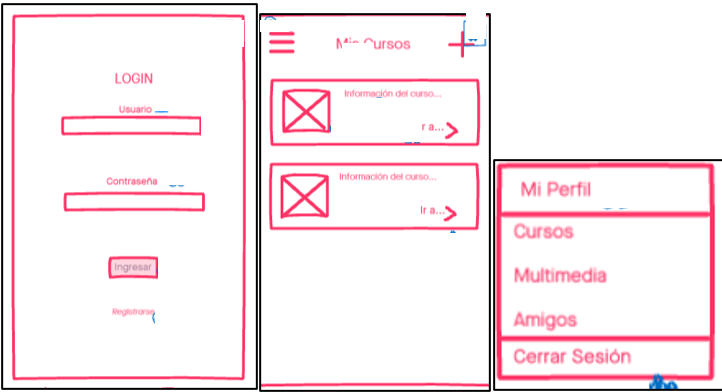 LOGIN
Usuario
Contraseña
Ingresar
Registrarse
Mis Cursos
Información del curso...
Ir a...
Información del curso...
Ir a...
Mi Perfil
Cursos
Multimedia
Amigos
Cerrar Sesión